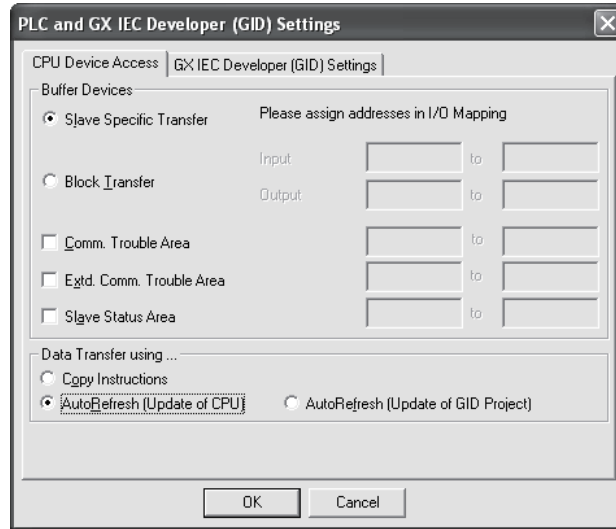 PLC and GX IEC Developer (GID) Settings
CPU Device Access
GX IEC Developer (GID) Settings
Buffer Devices
Slave Specific Transfer
Please assign addresses in I/O Mapping
Input
to
Block Transfer
Output
to
Comm. Trouble Area
to
Extd. Comm. Trouble Area
to
Slave Status Area
to
Data Transfer using ...
Copy Instructions
AutoRefresh (Update of CPU)
AutoRefresh (Update of GID Project)
OK
Cancel